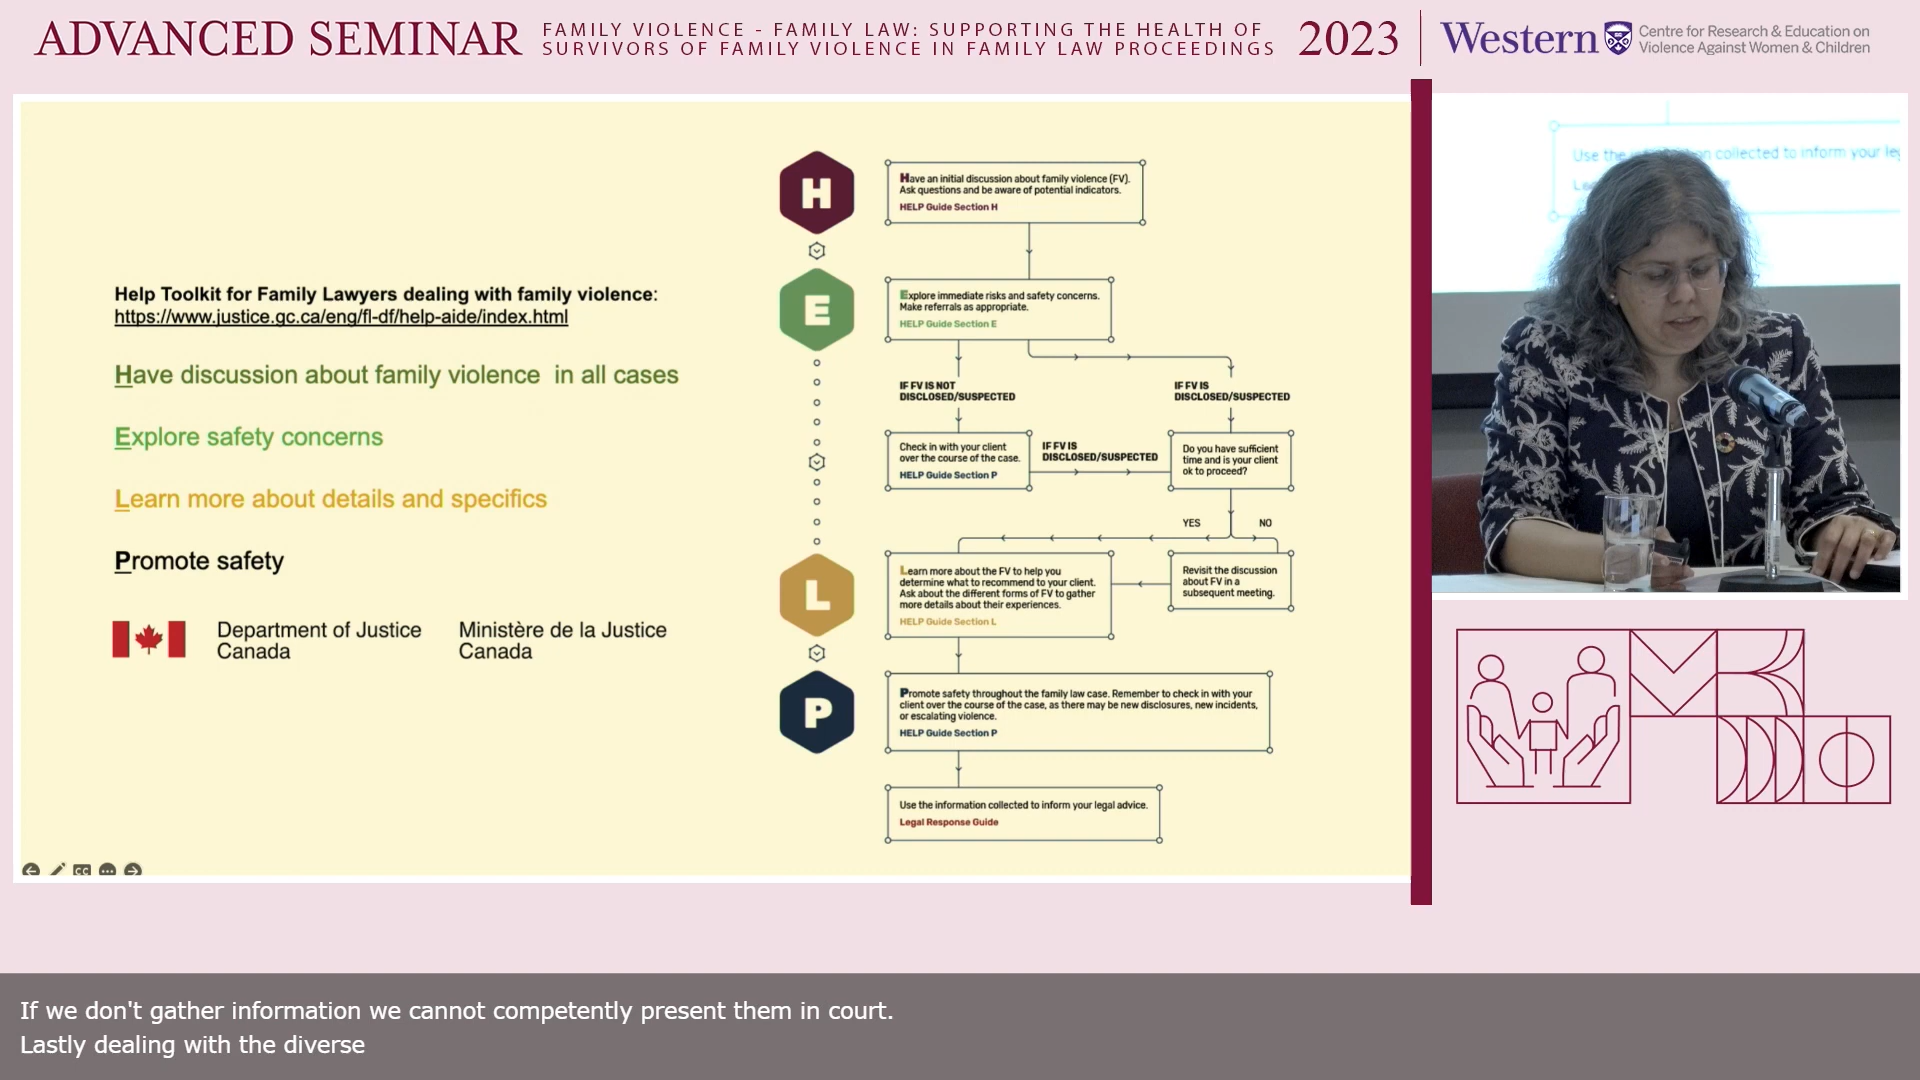 ADVANCED SEMINAR
FAMILY VIOLENCE - FAMILY LAW: SUPPORTING THE HEALTH OF
SURVIVORS OF FAMILY VIOLENCE IN FAMILY LAW PROCEEDINGS
2023
Western
Centre for Research & Education on
Violence Against Women & Children
Help Toolkit for Family Lawyers dealing with family violence:
https://www.justice.gc.ca/eng/fl-df/help-aide/index.html
Have discussion about family violence in all cases
Explore safety concerns
Learn more about details and specifics
Promote safety
Department of Justice
Canada
Ministère de la Justice
Canada
H
Have an initial discussion about family violence (FV).
Ask questions and be aware of potential indicators.
HELP Guide Section H
E
Explore immediate risks and safety concerns.
Make referrals as appropriate.
HELP Guide Section E
IF FV IS NOT
DISCLOSED/SUSPECTED
IF FV IS
DISCLOSED/SUSPECTED
Check in with your client
over the course of the case.
HELP Guide Section P
IF FV IS
DISCLOSED/SUSPECTED
Do you have sufficient
time and is your client
ok to proceed?
YES
NO
L
Learn more about the FV to help you
determine what to recommend to your client.
Ask about the different forms of FV to gather
more details about their experiences.
HELP Guide Section L
Revisit the discussion
about FV in a
subsequent meeting.
P
Promote safety throughout the family law case. Remember to check in with your
client over the course of the case, as there may be new disclosures, new incidents,
or escalating violence.
HELP Guide Section P
Use the information collected to inform your legal advice.
Legal Response Guide
CC
Use the collected to inform your
If we don't gather information we cannot competently present them in court.
Lastly dealing with the diverse